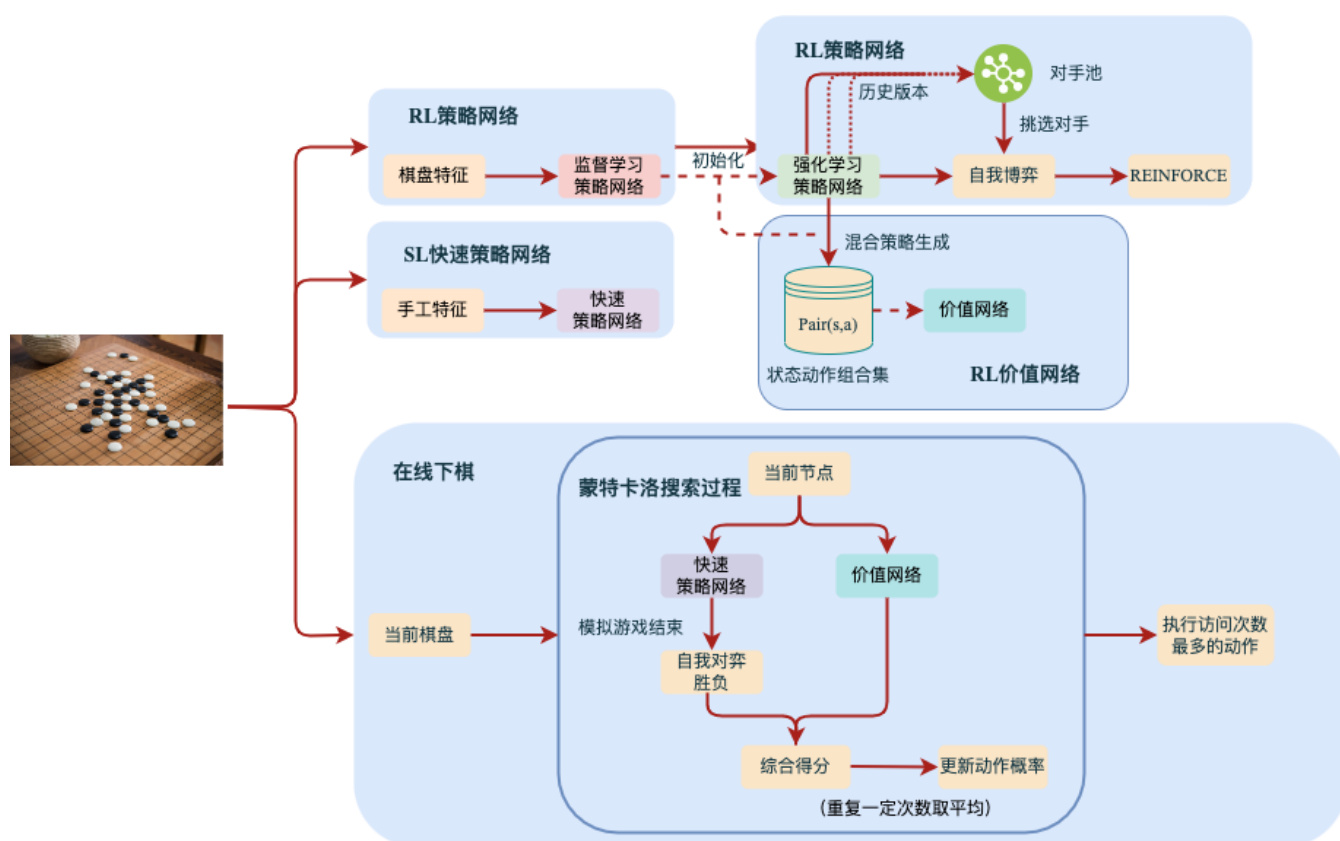 RL策略网络
历史版本
对手池
挑选对手
RL策略网络
初始化
棋盘特征
监督学习
策略网络
强化学习
策略网络
自我博弈
REINFORCE
SL快速策略网络
手工特征
快速
策略网络
混合策略生成
Pair(s,a)
价值网络
状态动作组合集
RL价值网络
在线下棋
蒙特卡洛搜索过程
当前节点
快速
策略网络
价值网络
模拟游戏结束
当前棋盘
自我对弈
胜负
执行访问次数
最多的动作
综合得分
更新动作概率
（重复一定次数取平均）